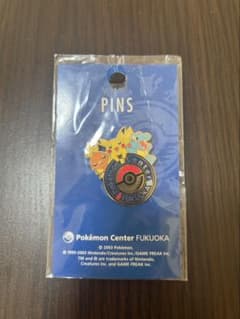 PINS
Pokémon Center FUKUOKA
© 2003 Pokémon.
© 1995-2003 Nintendo/Creatures Inc./GAME FREAK Inc.
TM and ® are trademarks of Nintendo,
Creatures Inc. and GAME FREAK Inc.